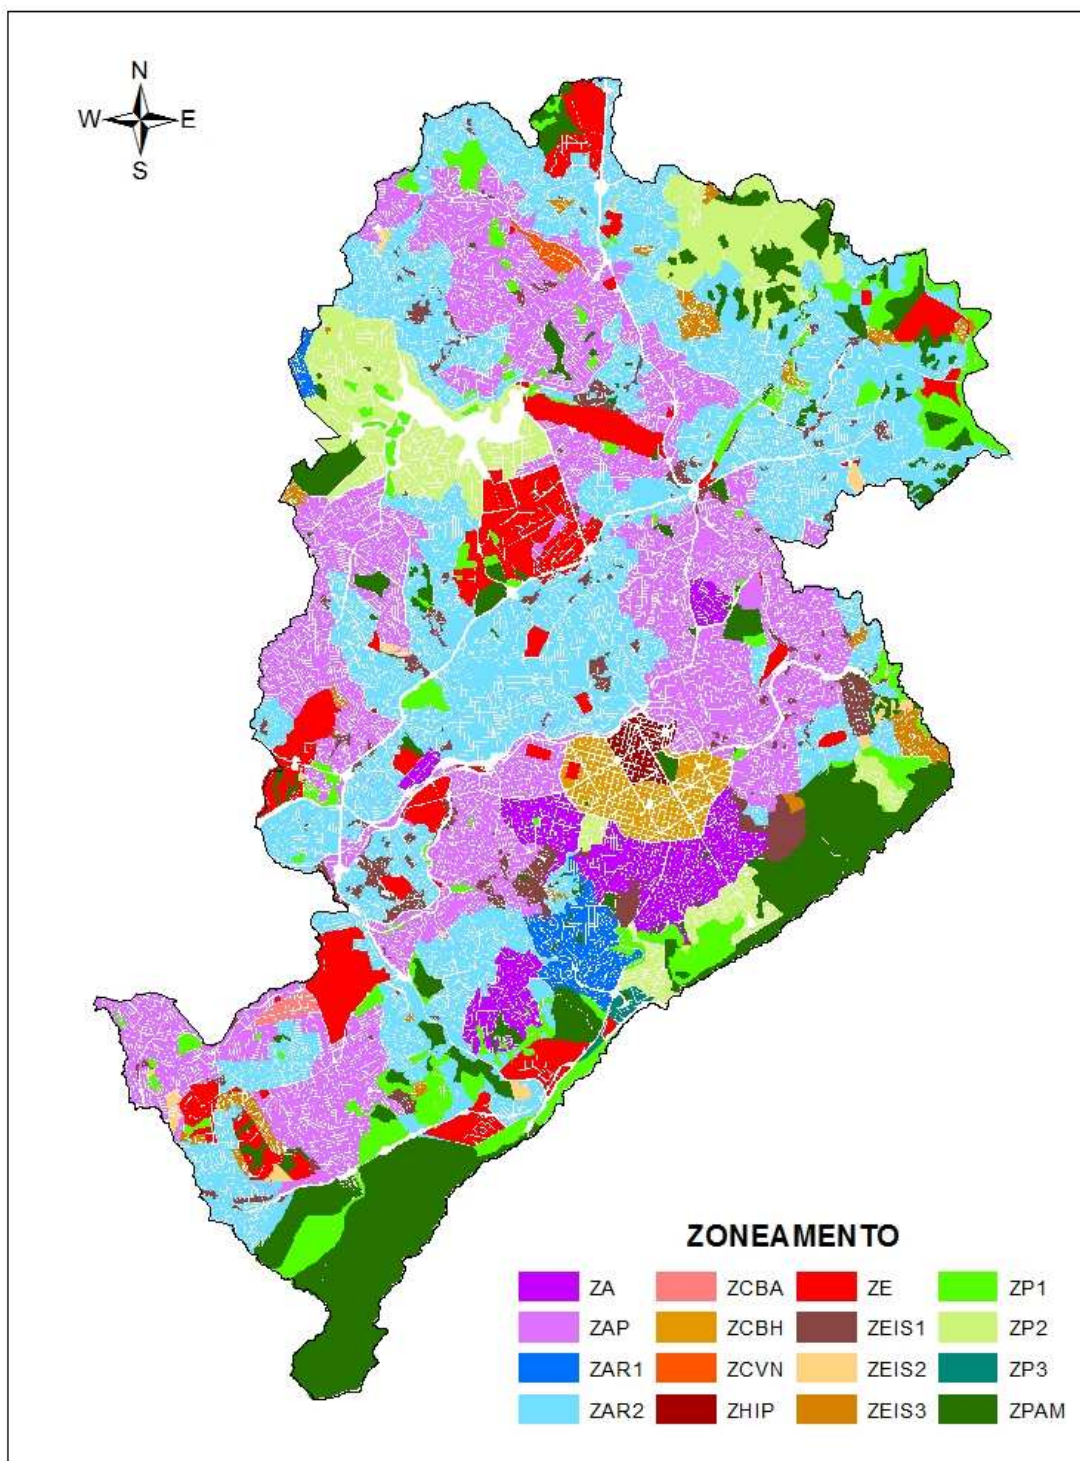 N
W E
S
ZONEAMENTO
ZA ZCBA ZE ZP1
ZAP ZCBH ZEIS1 ZP2
ZAR1 ZCVN ZEIS2 ZP3
ZAR2 ZHIP ZEIS3 ZPAM